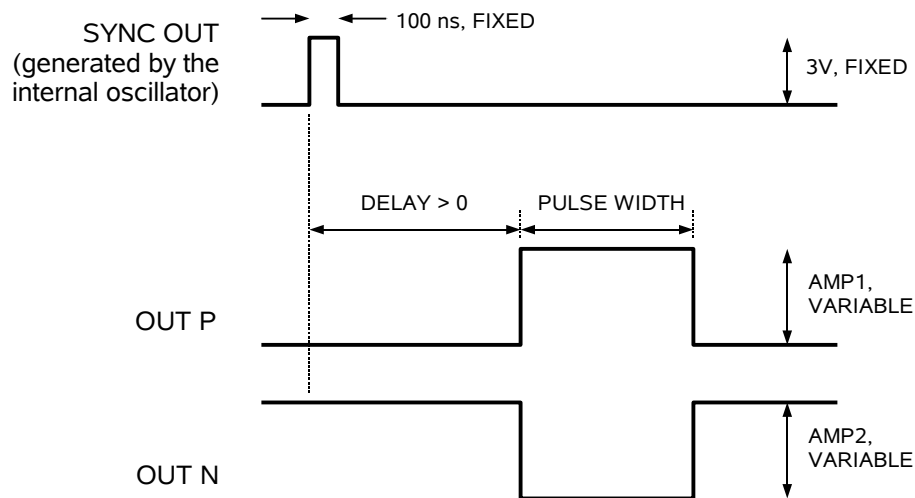 100 ns, FIXED
SYNC OUT
(generated by the
internal oscillator)
3V, FIXED
DELAY > 0
PULSE WIDTH
AMP1,
VARIABLE
OUT P
AMP2,
VARIABLE
OUT N